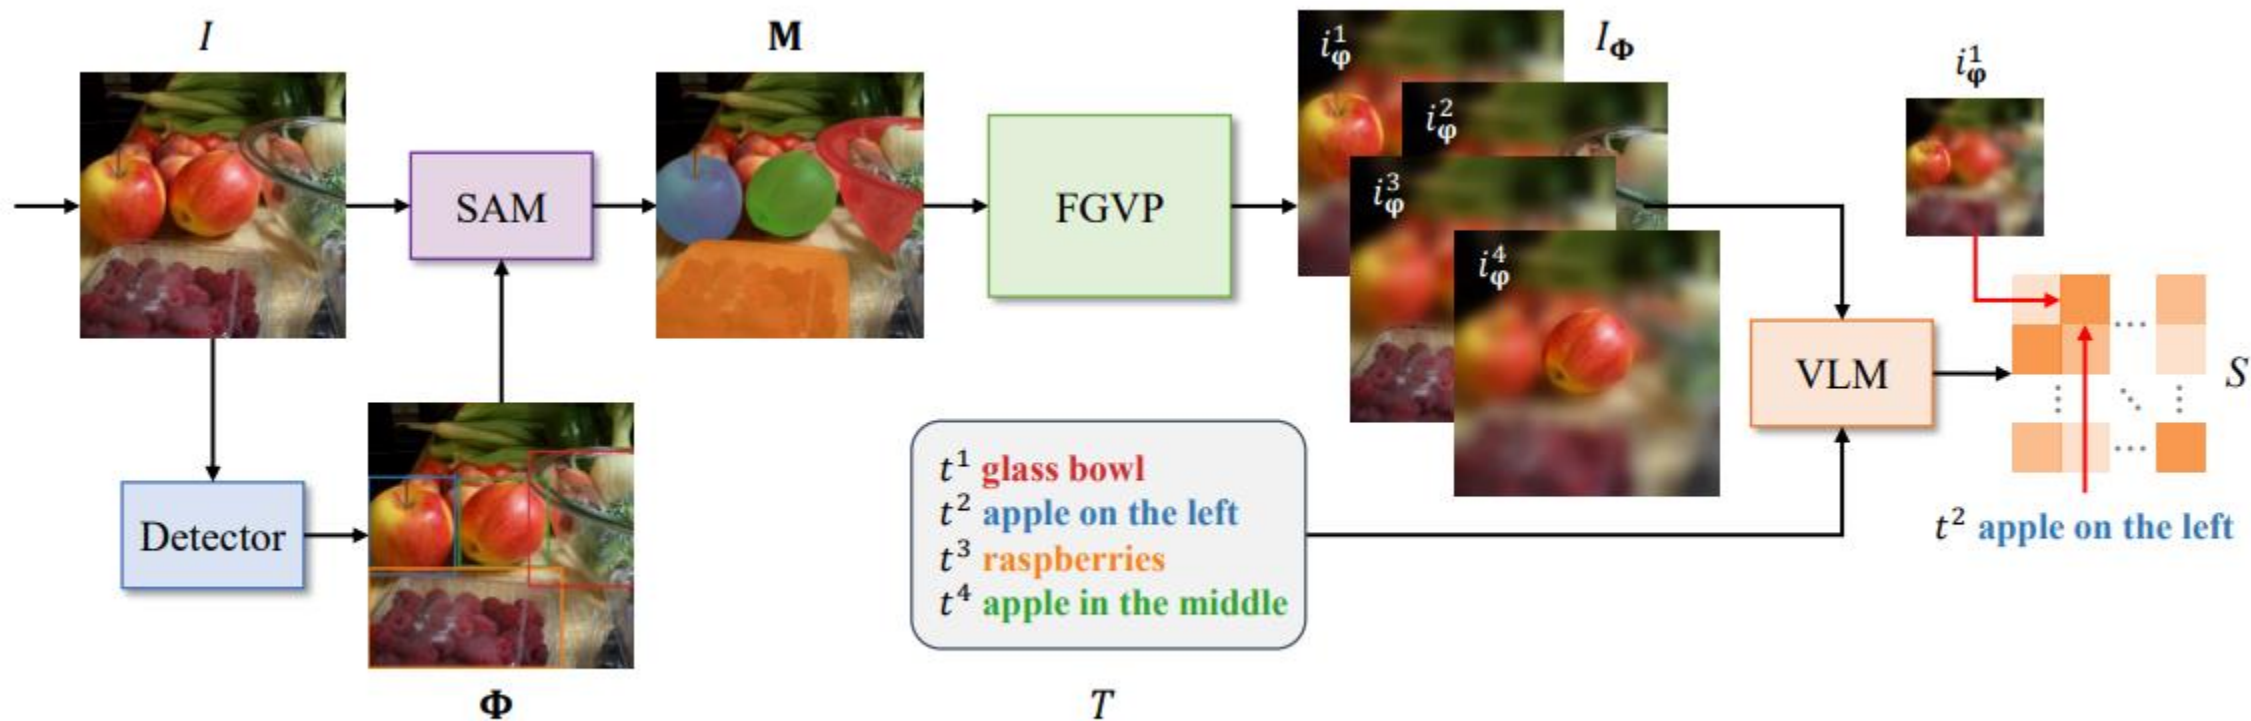 I
M
I_Φ
i_φ^1
i_φ^2
i_φ^3
i_φ^4
i_φ^1
SAM
FGVP
VLM
S
Detector
t^1 glass bowl
t^2 apple on the left
t^3 raspberries
t^4 apple in the middle
t^2 apple on the left
Φ
T